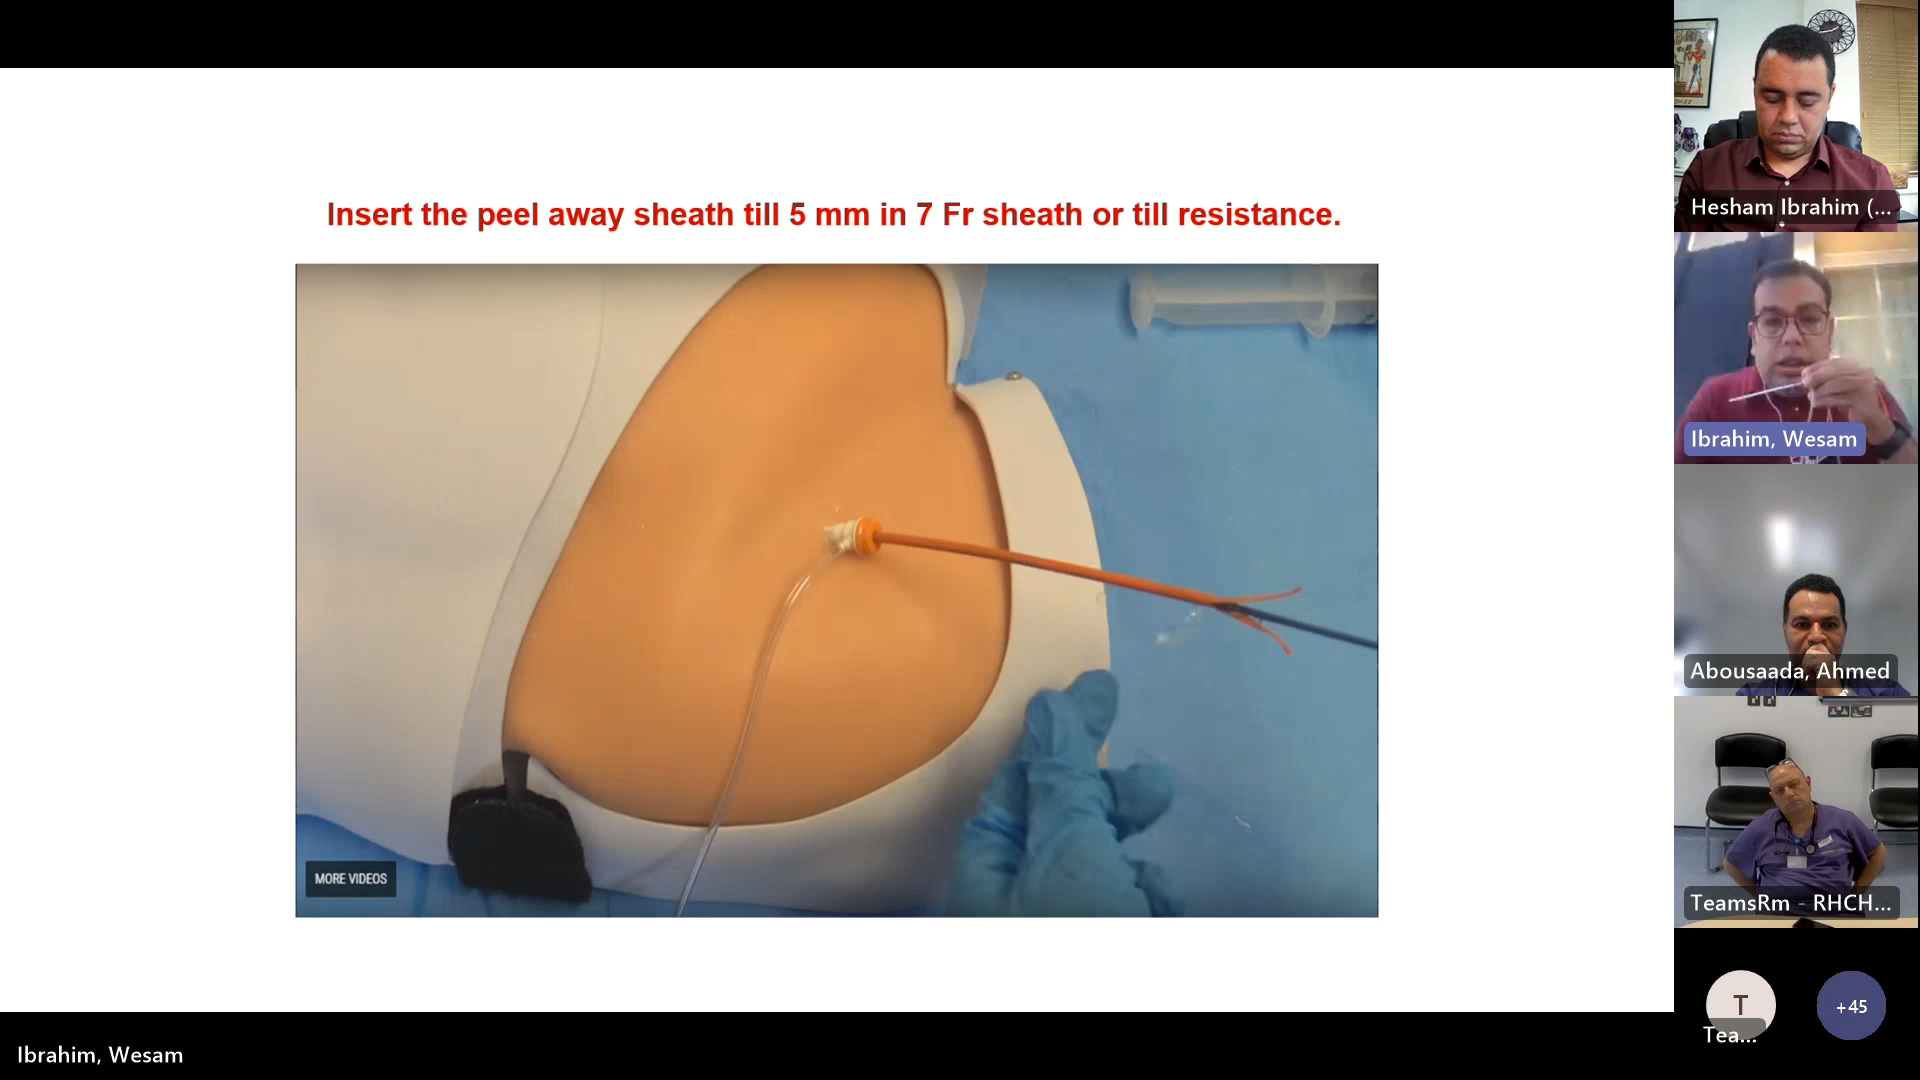 Insert the peel away sheath till 5 mm in 7 Fr sheath or till resistance.
MORE VIDEOS
Hesham Ibrahim (...
Ibrahim, Wesam
Abousaada, Ahmed
TeamsRm - RHCH...
T
Tea...
+45
Ibrahim, Wesam